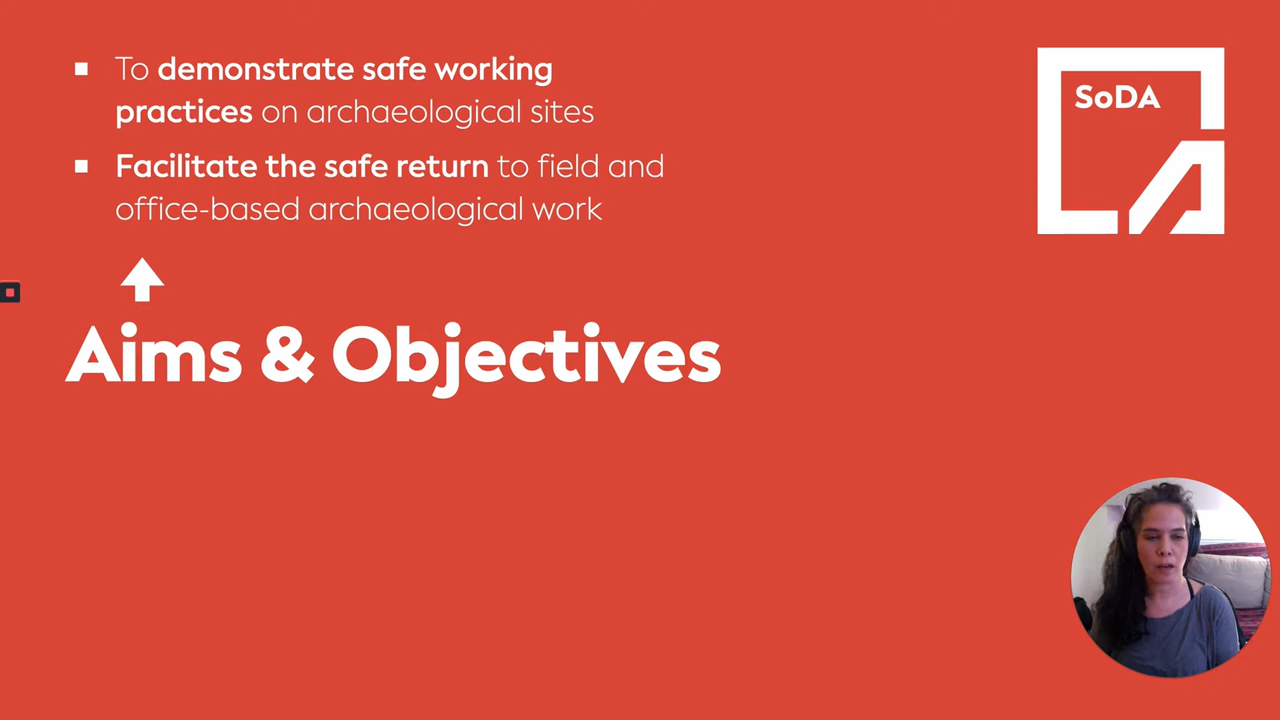 To demonstrate safe working
practices on archaeological sites
Facilitate the safe return to field and
office-based archaeological work
Aims & Objectives
SoDA